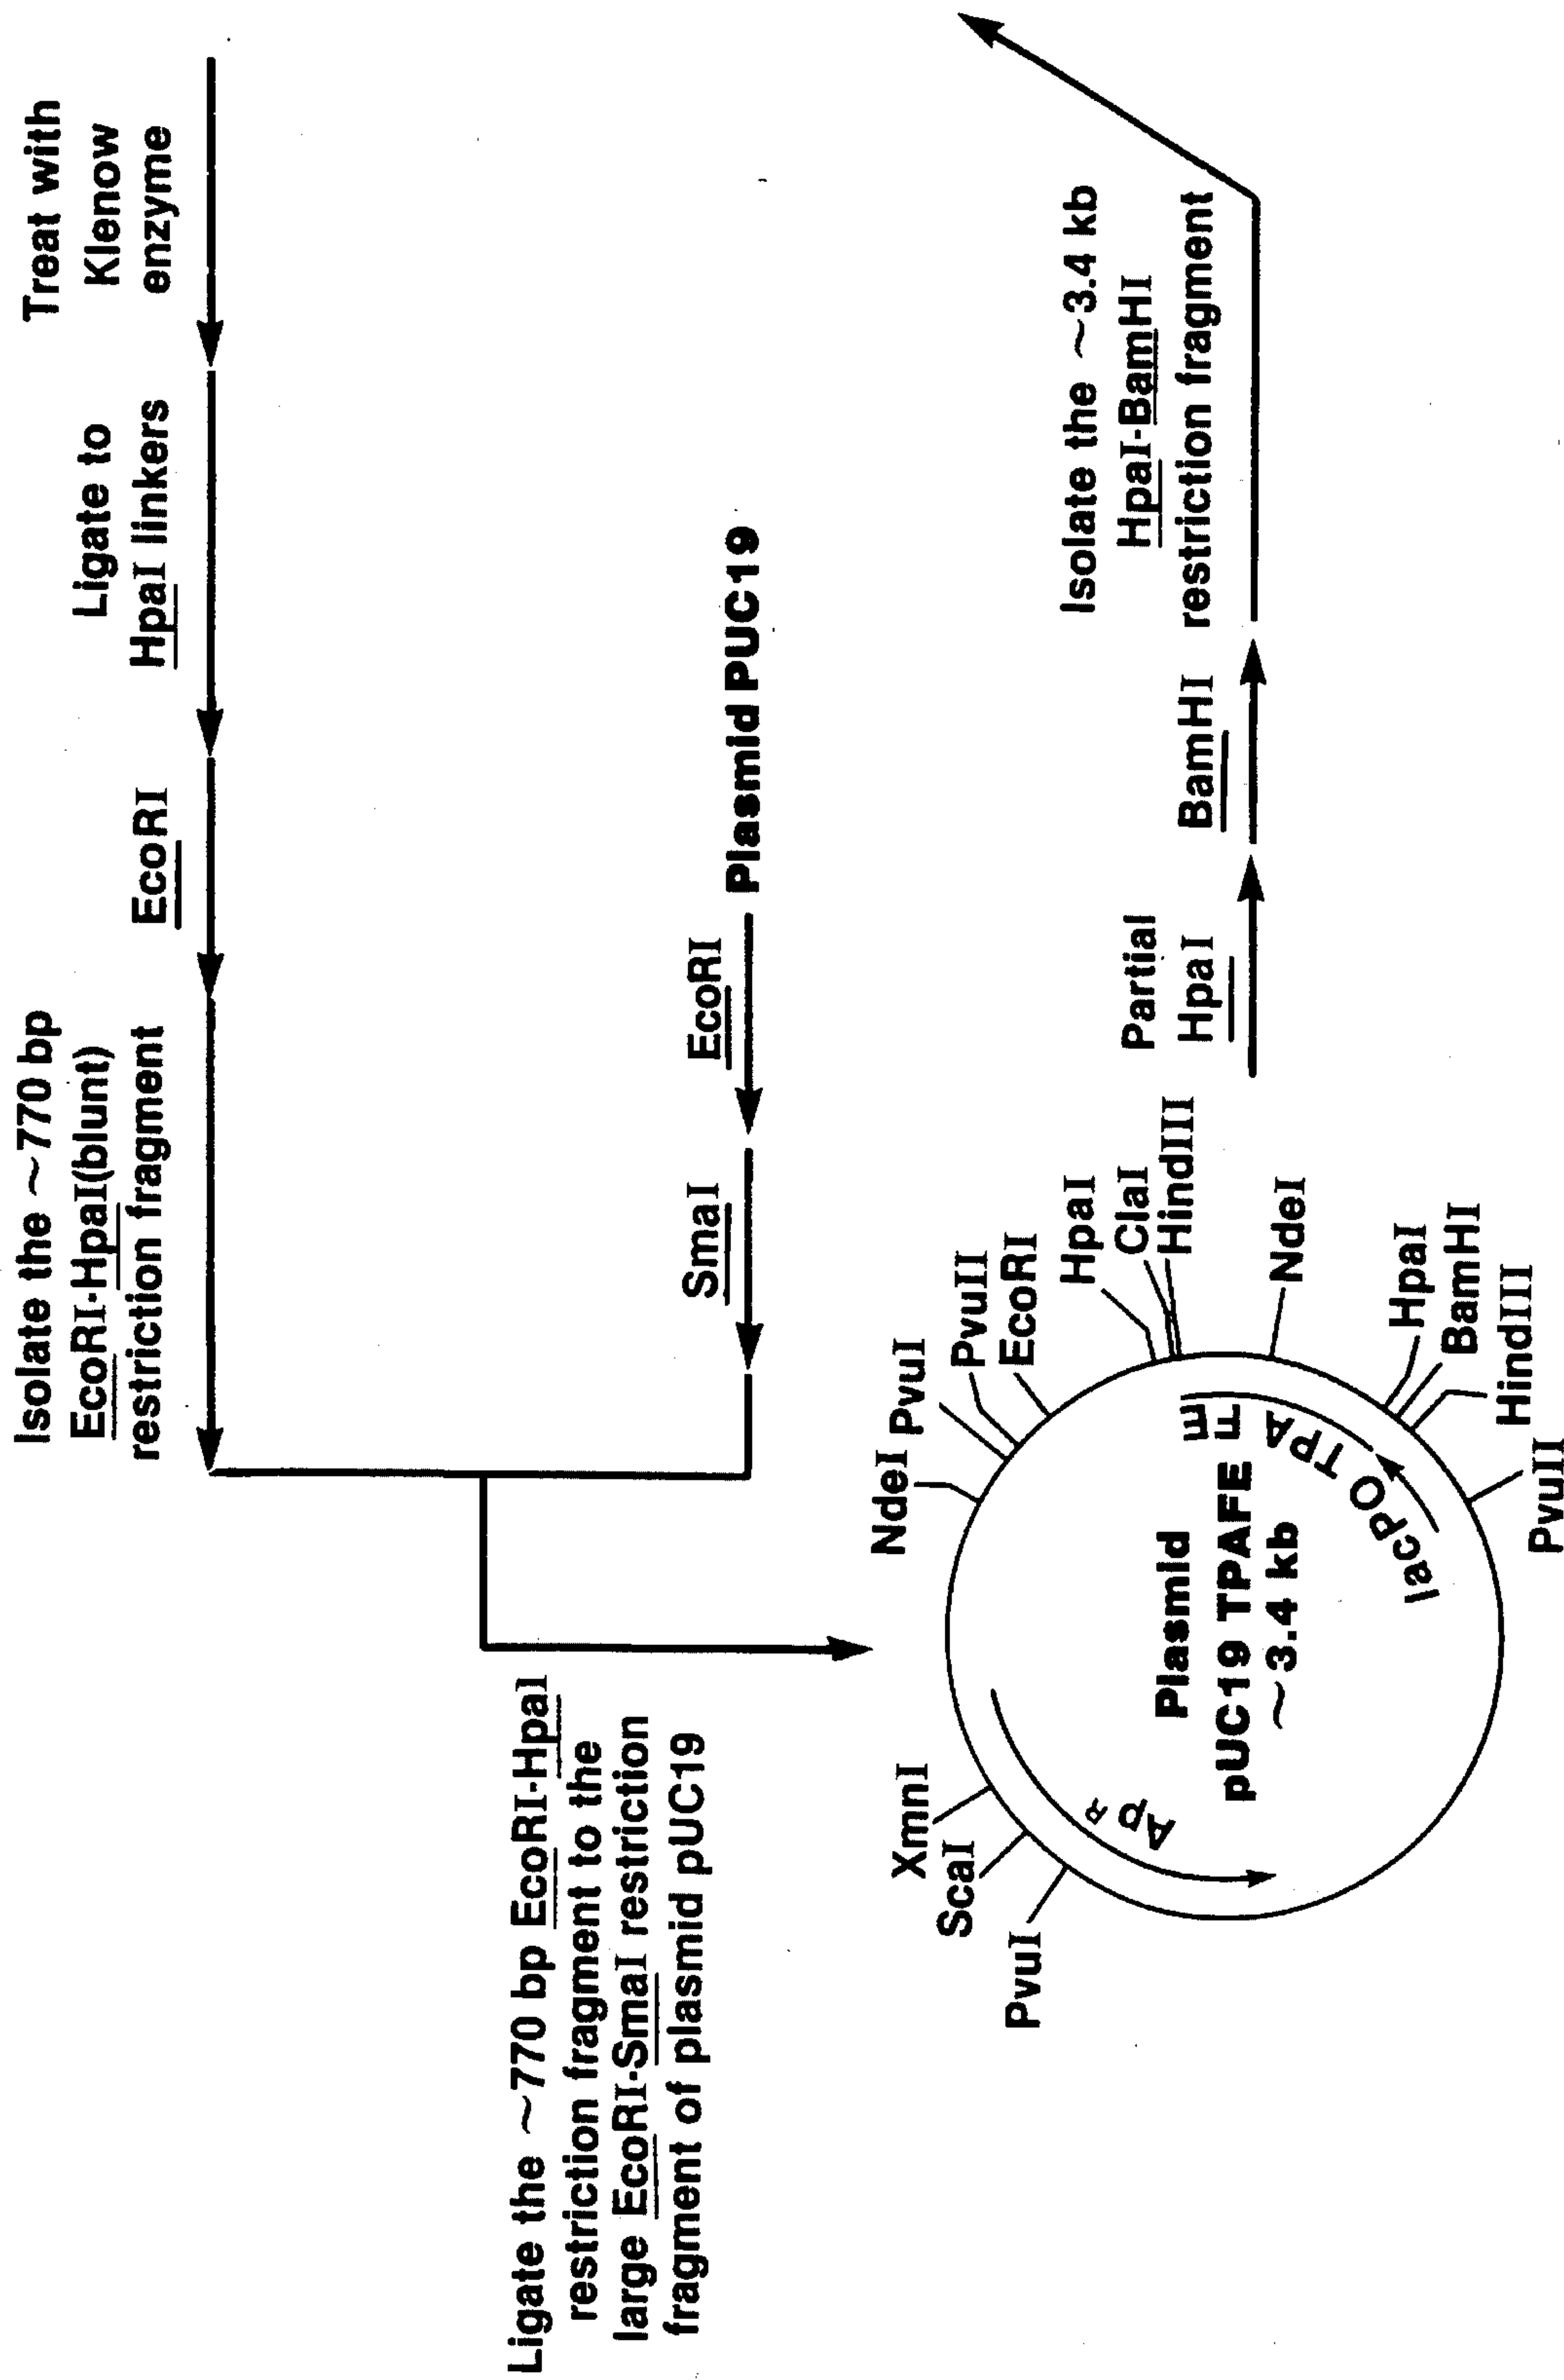 Treat with
Klenow
enzyme
Ligate to
HpaI linkers
EcoRI
Isolate the ~770 bp
EcoRI-HpaI(blunt)
restriction fragment
Plasmid PUC19
EcoRI
SmaI
Ligate the ~770 bp EcoRI-HpaI
restriction fragment to the
large EcoRI-SmaI restriction
fragment of plasmid pUC19
XmnI
ScaI
PvuI
NdeI
PvuI
PvuII
EcoRI
HpaI
ClaI
HindIII
NdeI
HpaI
BamHI
HindIII
PvuII
ApR
Plasmid
pUC19 TPAFE
~3.4 kb
TPA
lacPO
Partial
HpaI
BamHI
Isolate the ~3.4 kb
HpaI-BamHI
restriction fragment